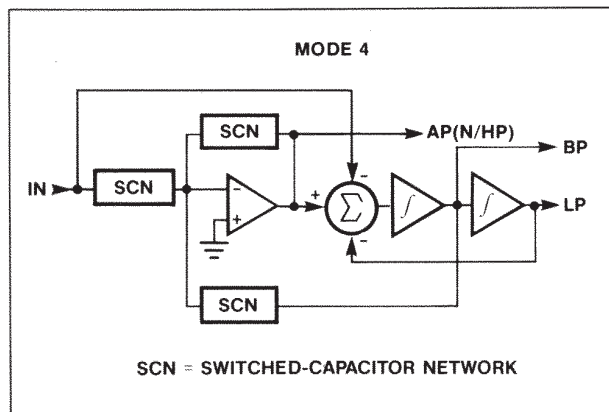 MODE 4
SCN
AP(N/HP)
BP
IN
SCN
-
+
-
+
Σ
-
∫
∫
LP
SCN
SCN = SWITCHED-CAPACITOR NETWORK